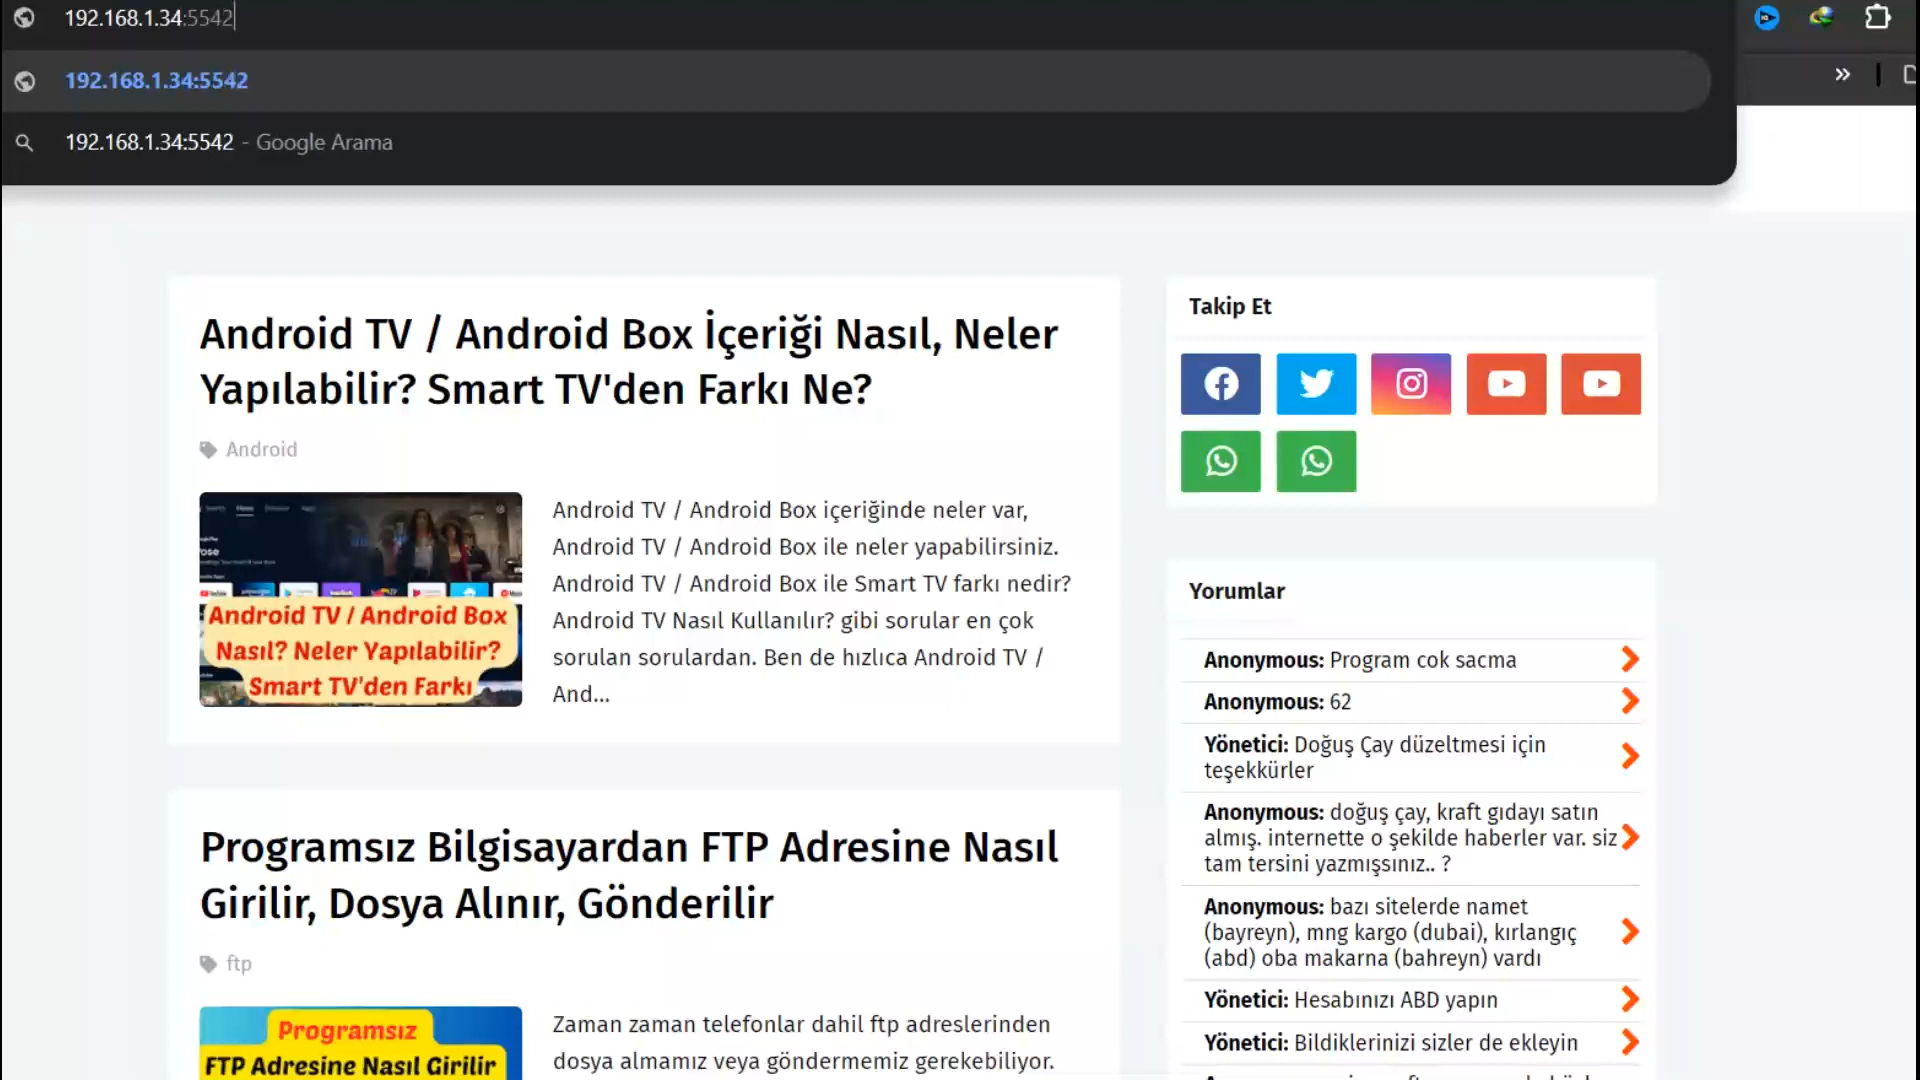 192.168.1.34:5542
192.168.1.34:5542
192.168.1.34:5542 - Google Arama
Android TV / Android Box İçeriği Nasıl, Neler
Yapılabilir? Smart TV'den Farkı Ne?
Android
Android TV / Android Box
Nasıl? Neler Yapılabilir?
Smart TV'den Farkı
Android TV / Android Box içeriğinde neler var,
Android TV / Android Box ile neler yapabilirsiniz.
Android TV / Android Box ile Smart TV farkı nedir?
Android TV Nasıl Kullanılır? gibi sorular en çok
sorulan sorulardan. Ben de hızlıca Android TV /
And...
Programsız Bilgisayardan FTP Adresine Nasıl
Girilir, Dosya Alınır, Gönderilir
ftp
Programsız
FTP Adresine Nasıl Girilir
Zaman zaman telefonlar dahil ftp adreslerinden
dosya almamız veya göndermemiz gerekebiliyor.
Takip Et
Yorumlar
Anonymous: Program cok sacma
Anonymous: 62
Yönetici: Doğuş Çay düzeltmesi için
teşekkürler
Anonymous: doğuş çay, kraft gıdayı satın
almış. internette o şekilde haberler var. siz
tam tersini yazmışsınız.. ?
Anonymous: bazı sitelerde namet
(bayreyn), mng kargo (dubai), kırlangıç
(abd) oba makarna (bahreyn) vardı
Yönetici: Hesabınızı ABD yapın
Yönetici: Bildiklerinizi sizler de ekleyin